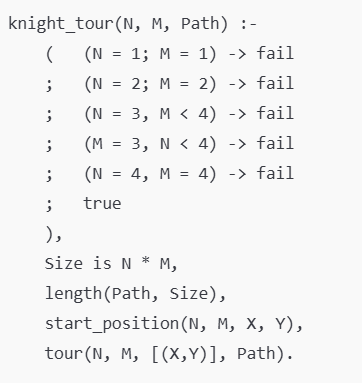 knight_tour(N, M, Path) :-
    (   (N = 1; M = 1) -> fail
    ;   (N = 2; M = 2) -> fail
    ;   (N = 3, M < 4) -> fail
    ;   (M = 3, N < 4) -> fail
    ;   (N = 4, M = 4) -> fail
    ;   true
    ),
    Size is N * M,
    length(Path, Size),
    start_position(N, M, X, Y),
    tour(N, M, [(X,Y)], Path).